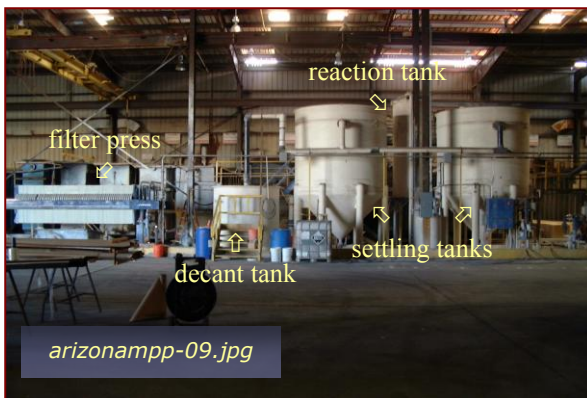 reaction tank
filter press
settling tanks
decant tank
arizonampp-09.jpg